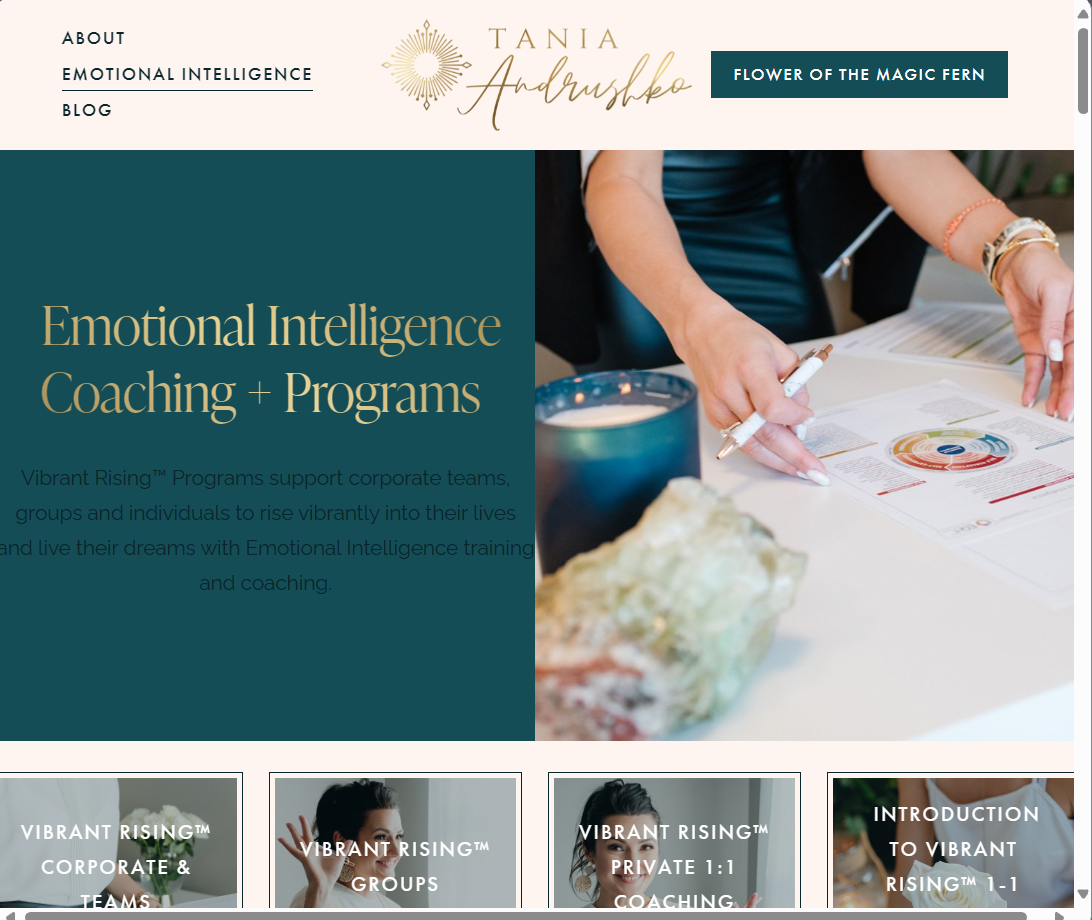 ABOUT
EMOTIONAL INTELLIGENCE
BLOG
TANIA
Andrushko
FLOWER OF THE MAGIC FERN
Emotional Intelligence
Coaching + Programs
Vibrant Rising™ Programs support corporate teams,
groups and individuals to rise vibrantly into their lives
and live their dreams with Emotional Intelligence training
and coaching.
VIBRANT RISING™
CORPORATE &
TEAMS
VIBRANT RISING™
GROUPS
VIBRANT RISING™
PRIVATE 1:1
COACHING
INTRODUCTION
TO VIBRANT
RISING™ 1-1